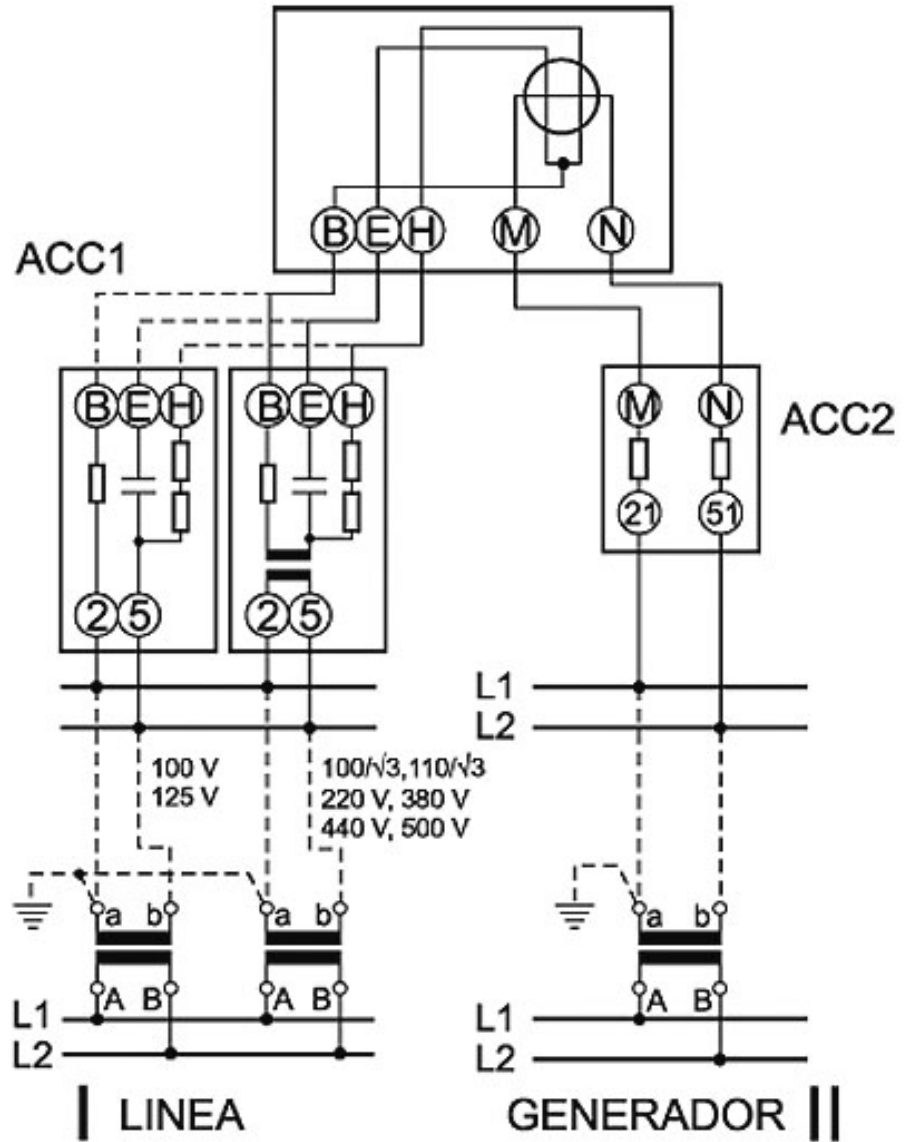 B E H M N
ACC1
B E H
B E H
M N
ACC2
21 51
2 5
2 5
L1
L2
100 V
125 V
100/√3,110/√3
220 V, 380 V
440 V, 500 V
a b
a b
a b
A B
A B
A B
L1
L2
L1
L2
I LINEA
GENERADOR II